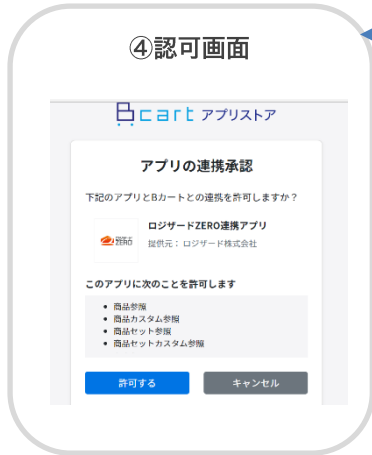 ④認可画面
Bcart アプリストア
アプリの連携承認
下記のアプリとBカートとの連携を許可しますか？
ロジザードZERO連携アプリ
ZERO
提供元： ロジザード株式会社
このアプリに次のことを許可します
• 商品参照
• 商品カスタム参照
• 商品セット参照
• 商品セットカスタム参照
許可する
キャンセル